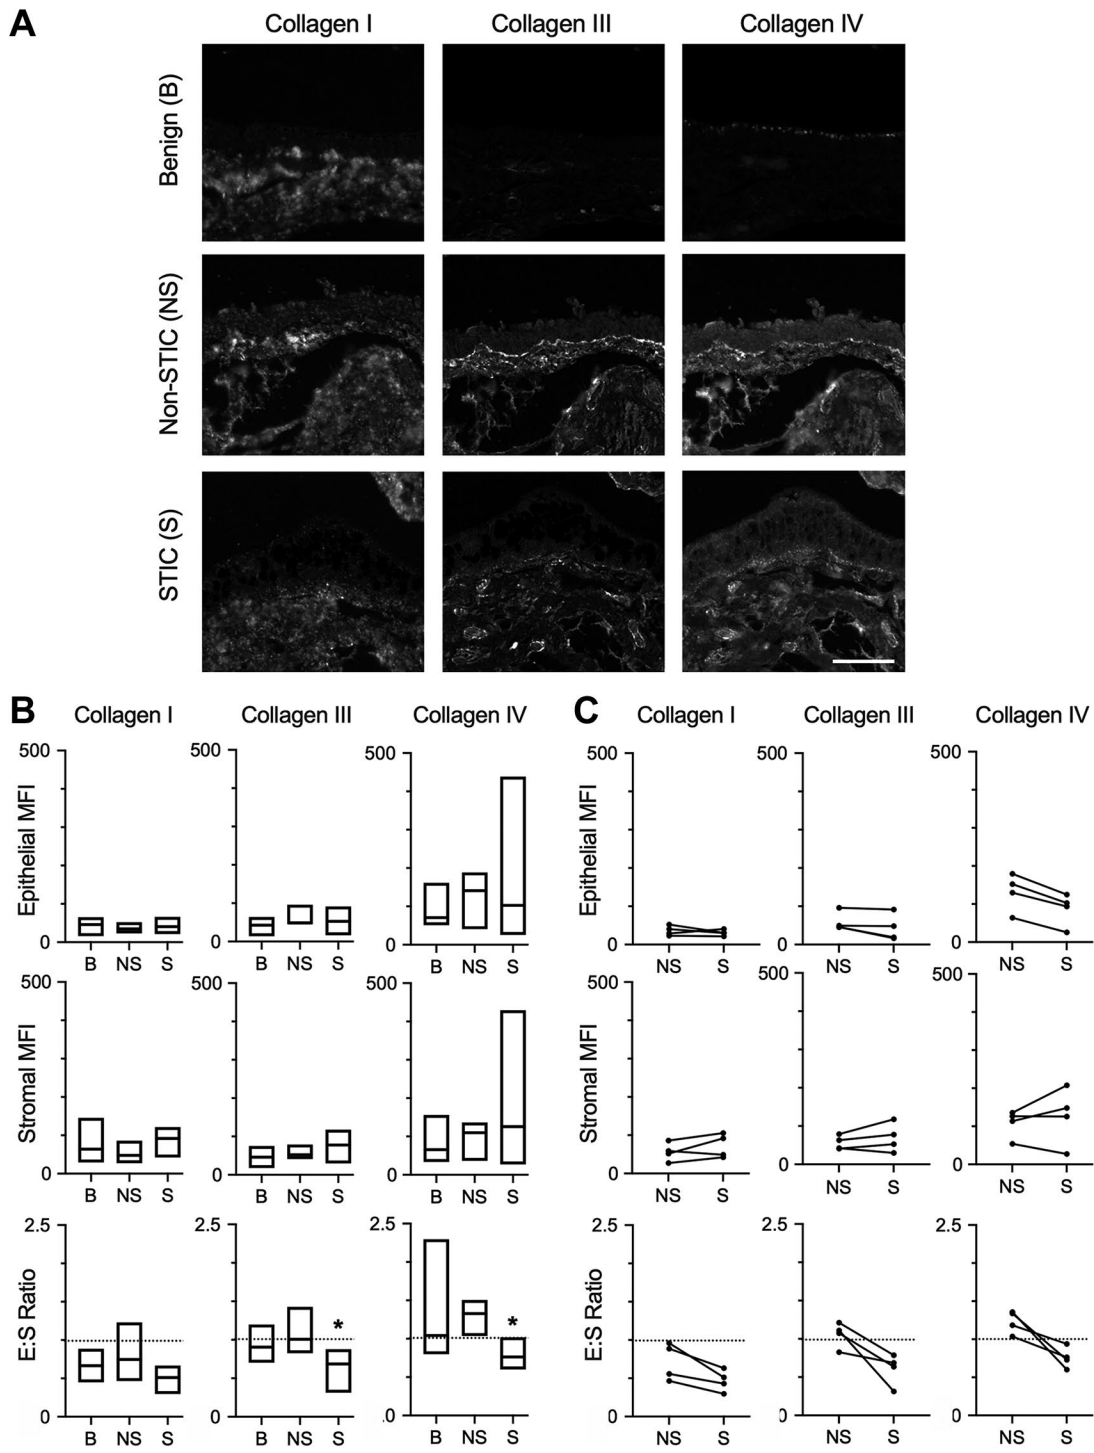 A
Collagen I Collagen III Collagen IV
Benign (B)
Non-STIC (NS)
STIC (S)
B Collagen I Collagen III Collagen IV
C Collagen I Collagen III Collagen IV
Epithelial MFI 500 0 B NS S
500 0 B NS S
500 0 B NS S
Epithelial MFI 500 0 NS S
500 0 NS S
500 0 NS S
Stromal MFI 500 0 B NS S
500 0 B NS S
500 0 B NS S
Stromal MFI 500 0 NS S
500 0 NS S
500 0 NS S
E:S Ratio 2.5 0 B NS S
2.5 0 B NS S *
2.5 .0 B NS S *
E:S Ratio 2.5 0 NS S
2.5 0 NS S
2.5 0 NS S